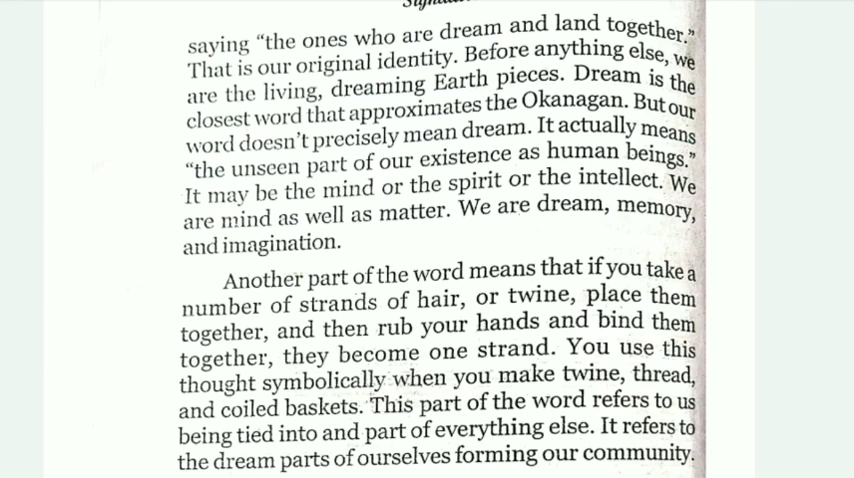 saying “the ones who are dream and land together.”
That is our original identity. Before anything else, we
are the living, dreaming Earth pieces. Dream is the
closest word that approximates the Okanagan. But our
word doesn’t precisely mean dream. It actually means
“the unseen part of our existence as human beings.”
It may be the mind or the spirit or the intellect. We
are mind as well as matter. We are dream, memory,
and imagination.
Another part of the word means that if you take a
number of strands of hair, or twine, place them
together, and then rub your hands and bind them
together, they become one strand. You use this
thought symbolically when you make twine, thread,
and coiled baskets. This part of the word refers to us
being tied into and part of everything else. It refers to
the dream parts of ourselves forming our community.